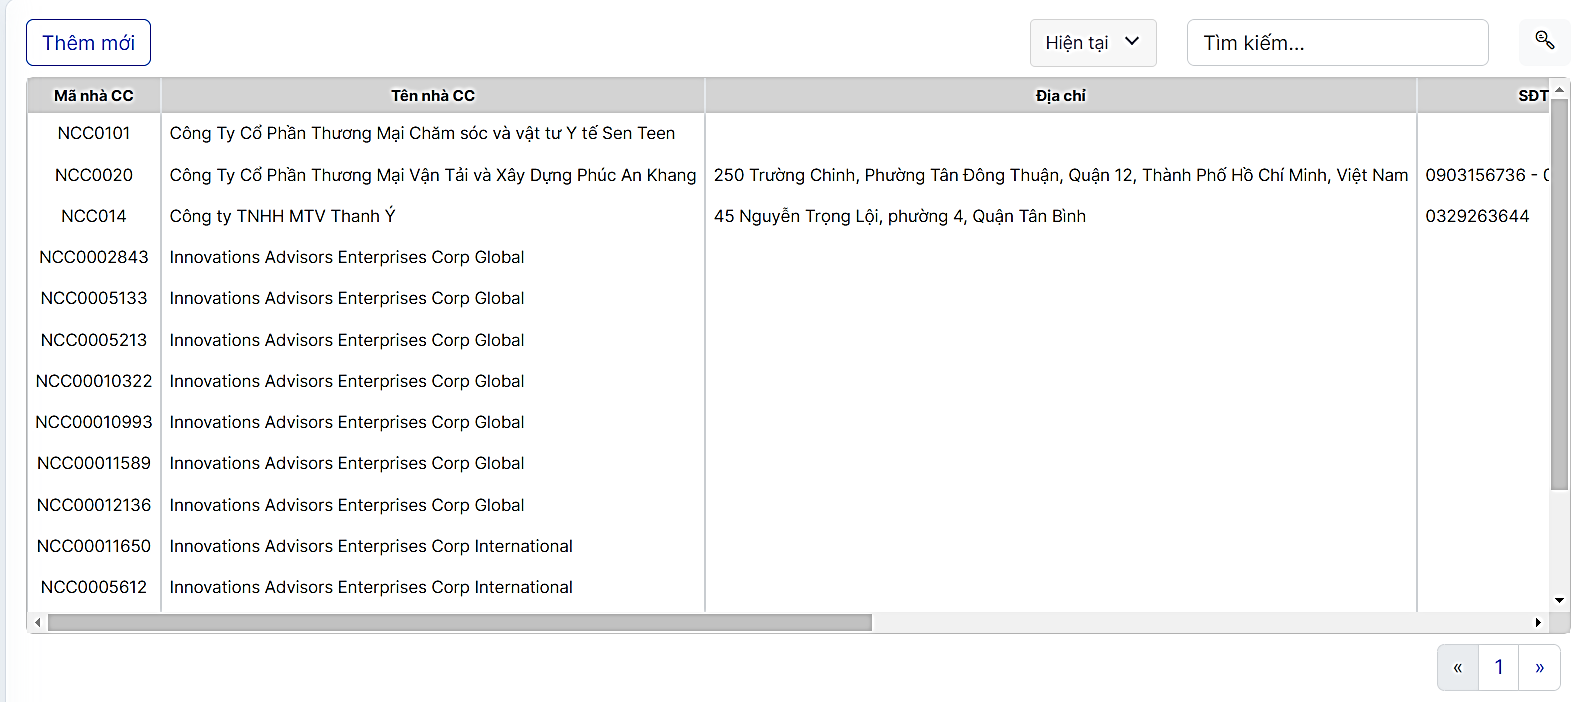 Thêm mới Hiện tại Tìm kiếm...
Mã nhà CC Tên nhà CC Địa chỉ SĐT
NCC0101 Công Ty Cổ Phần Thương Mại Chăm sóc và vật tư Y tế Sen Teen
NCC0020 Công Ty Cổ Phần Thương Mại Vận Tải và Xây Dựng Phúc An Khang 250 Trường Chinh, Phường Tân Đông Thuận, Quận 12, Thành Phố Hồ Chí Minh, Việt Nam 0903156736 -
NCC014 Công ty TNHH MTV Thanh Ý 45 Nguyễn Trọng Lội, phường 4, Quận Tân Bình 0329263644
NCC0002843 Innovations Advisors Enterprises Corp Global
NCC0005133 Innovations Advisors Enterprises Corp Global
NCC0005213 Innovations Advisors Enterprises Corp Global
NCC00010322 Innovations Advisors Enterprises Corp Global
NCC00010993 Innovations Advisors Enterprises Corp Global
NCC00011589 Innovations Advisors Enterprises Corp Global
NCC00012136 Innovations Advisors Enterprises Corp Global
NCC00011650 Innovations Advisors Enterprises Corp International
NCC0005612 Innovations Advisors Enterprises Corp International
« 1 »